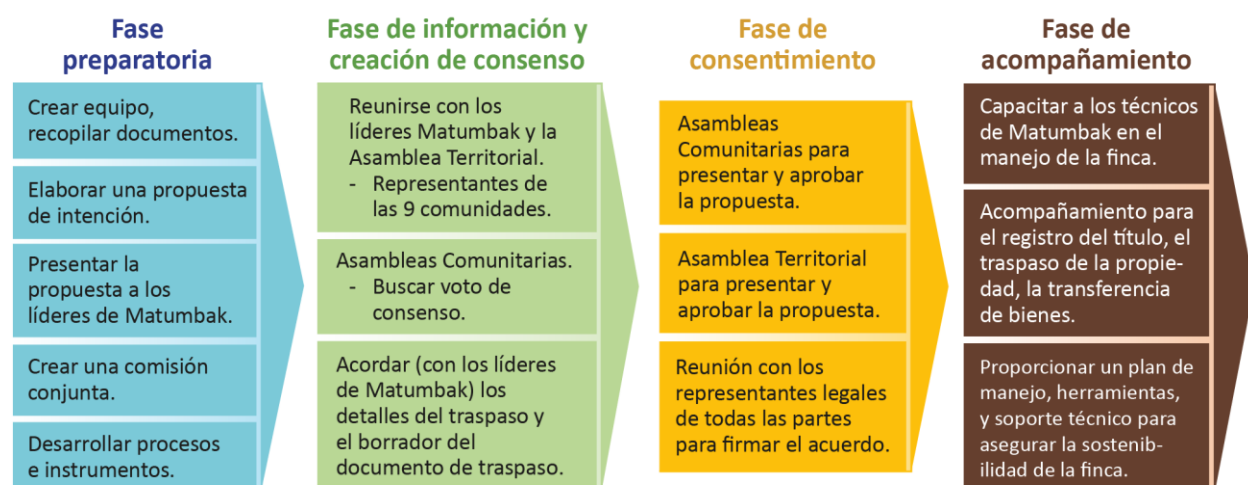 Fase
preparatoria
Crear equipo,
recopilar documentos.
Elaborar una propuesta
de intención.
Presentar la
propuesta a los
líderes de Matumbak.
Crear una comisión
conjunta.
Desarrollar procesos
e instrumentos.
Fase de información y
creación de consenso
Reunirse con los
líderes Matumbak y la
Asamblea Territorial.
- Representantes de
las 9 comunidades.
Asambleas Comunitarias.
- Buscar voto de
consenso.
Acordar (con los líderes
de Matumbak) los
detalles del traspaso y
el borrador del
documento de traspaso.
Fase de
consentimiento
Asambleas
Comunitarias para
presentar y aprobar
la propuesta.
Asamblea Territorial
para presentar y
aprobar la propuesta.
Reunión con los
representantes legales
de todas las partes
para firmar el acuerdo.
Fase de
acompañamiento
Capacitar a los técnicos
de Matumbak en el
manejo de la finca.
Acompañamiento para
el registro del título, el
traspaso de la propie-
dad, la transferencia
de bienes.
Proporcionar un plan de
manejo, herramientas,
y soporte técnico para
asegurar la sostenib-
ilidad de la finca.